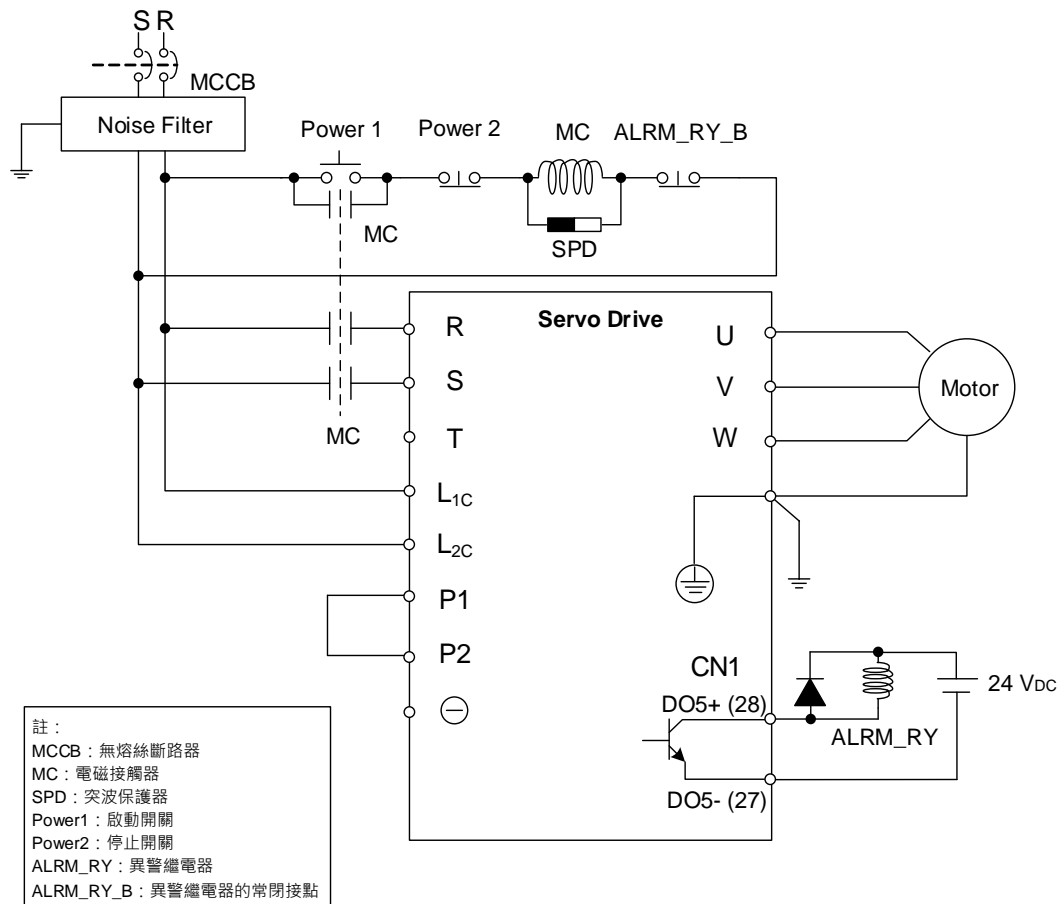 S R
MCCB
Noise Filter
Power 1
Power 2
MC
ALRM_RY_B
MC
SPD
Servo Drive
R
S
T
MC
L1C
L2C
P1
P2
U
V
W
Motor
CN1
DO5+ (28)
DO5- (27)
ALRM_RY
24 VDC
註：
MCCB：無熔絲斷路器
MC：電磁接觸器
SPD：突波保護器
Power1：啟動開關
Power2：停止開關
ALRM_RY：異警繼電器
ALRM_RY_B：異警繼電器的常閉接點